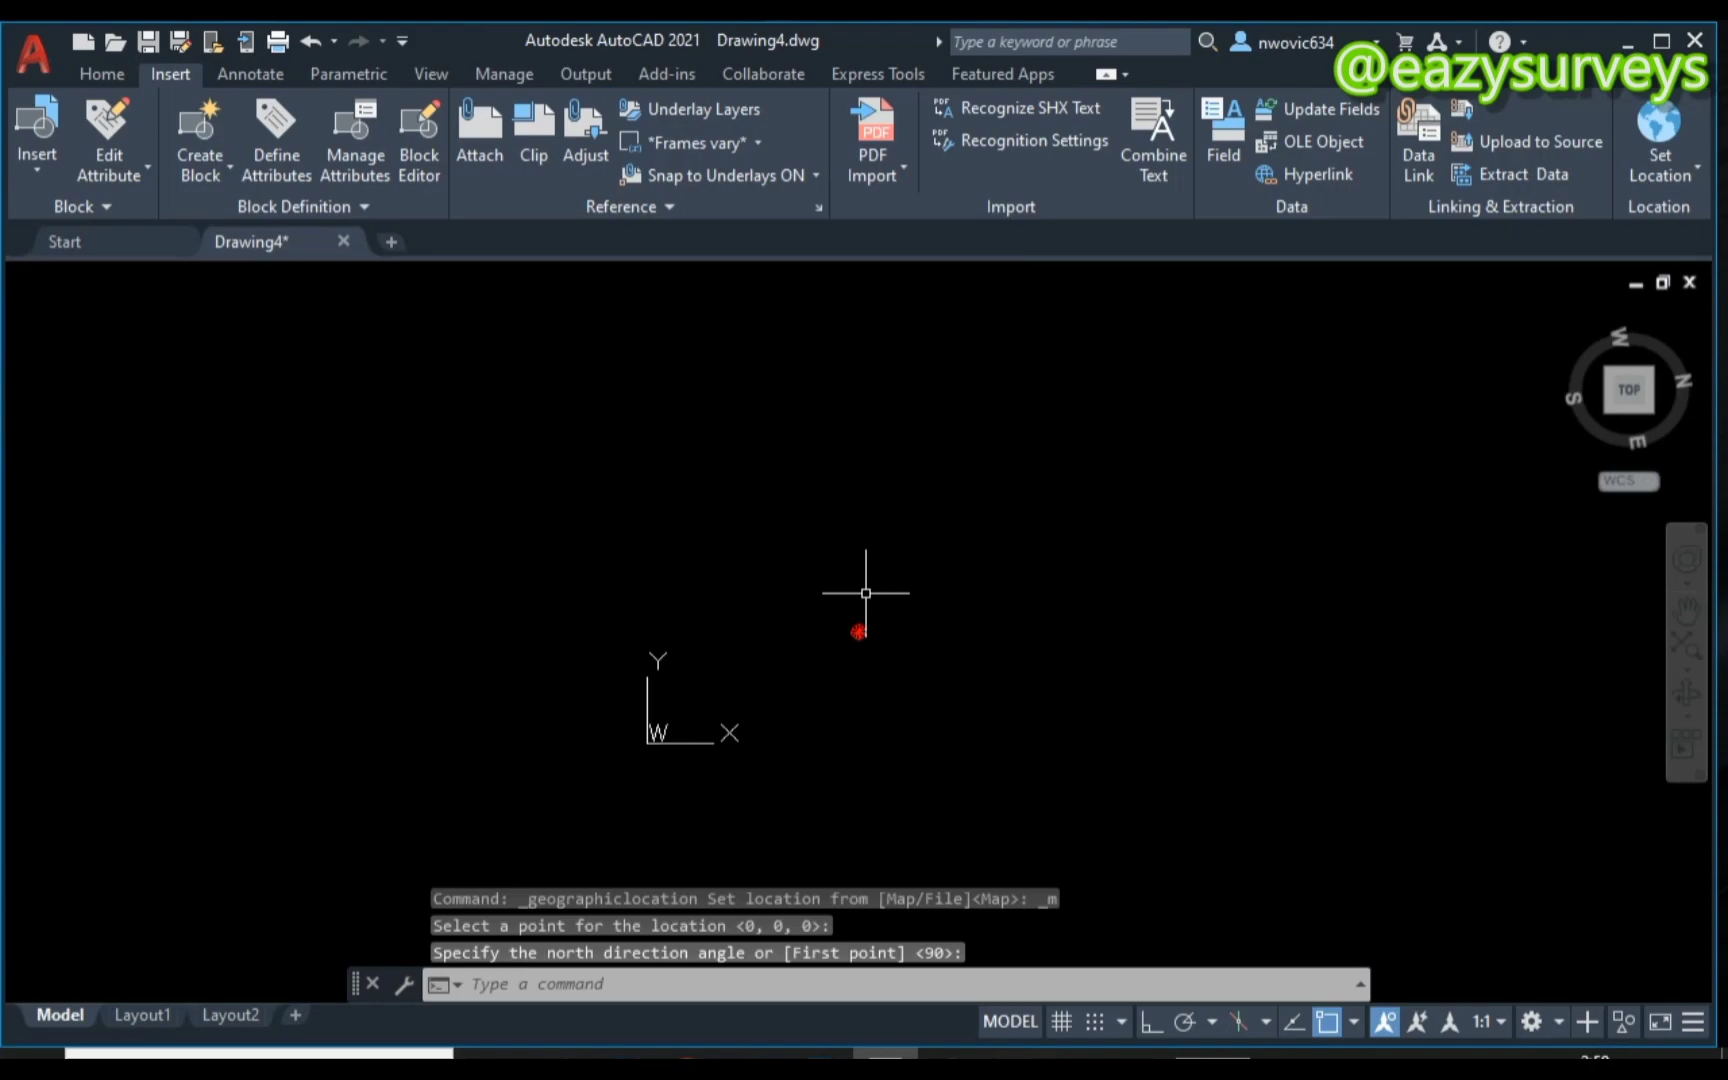 Autodesk AutoCAD 2021 Drawing4.dwg
Type a keyword or phrase
nwovic634
@eazysurveys
Home Insert Annotate Parametric View Manage Output Add-ins Collaborate Express Tools Featured Apps
Insert
Edit Attribute
Block
Create Block
Define Attributes
Manage Attributes
Block Editor
Block Definition
Attach
Clip
Adjust
Underlay Layers
*Frames vary*
Snap to Underlays ON
Reference
PDF
PDF Import
PDF
Recognize SHX Text
PDF
Recognition Settings
Combine Text
Import
Field
Update Fields
OLE Object
Hyperlink
Data
Data Link
Upload to Source
Extract Data
Linking & Extraction
Set Location
Location
Start
Drawing4*
W
N
TOP
S
E
WCS
Y
W X
Command: _geographiclocation Set location from [Map/File]<Map>: _m
Select a point for the location <0, 0, 0>:
Specify the north direction angle or [First point] <90>:
Type a command
Model Layout1 Layout2
MODEL
1:1